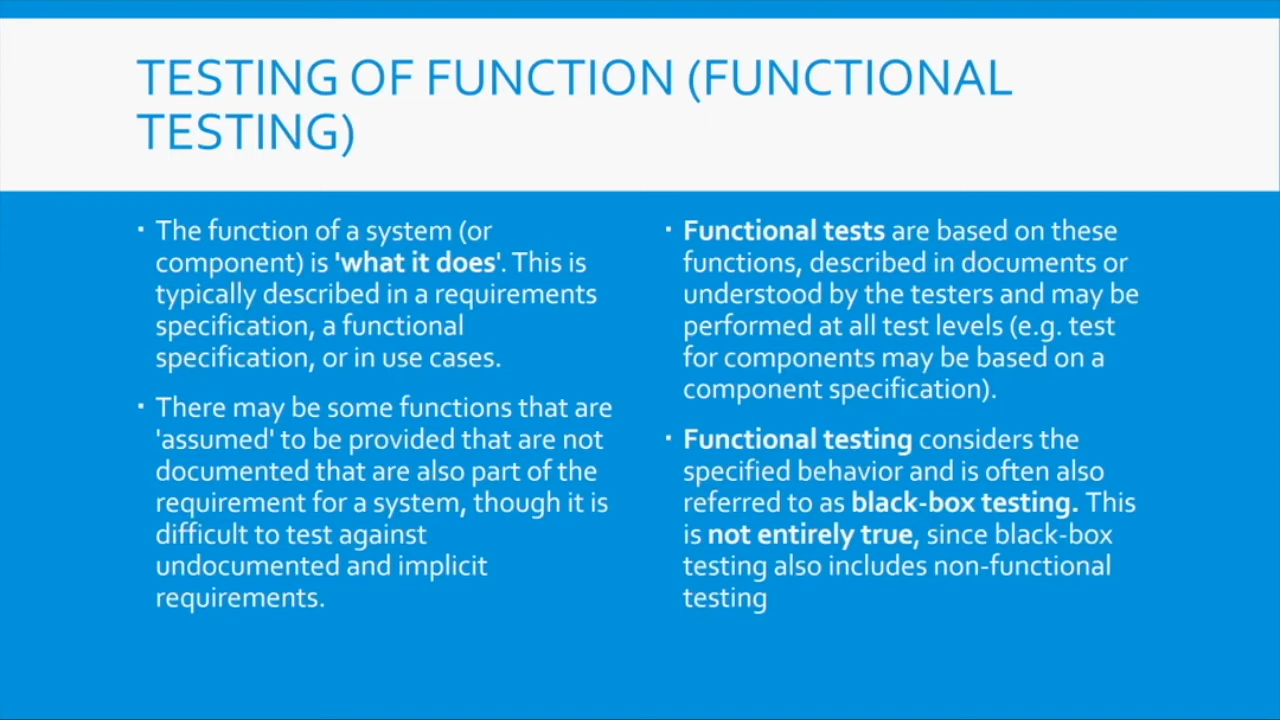 TESTING OF FUNCTION (FUNCTIONAL
TESTING)
▪ The function of a system (or
component) is 'what it does'. This is
typically described in a requirements
specification, a functional
specification, or in use cases.
▪ There may be some functions that are
'assumed' to be provided that are not
documented that are also part of the
requirement for a system, though it is
difficult to test against
undocumented and implicit
requirements.
▪ Functional tests are based on these
functions, described in documents or
understood by the testers and may be
performed at all test levels (e.g. test
for components may be based on a
component specification).
▪ Functional testing considers the
specified behavior and is often also
referred to as black-box testing. This
is not entirely true, since black-box
testing also includes non-functional
testing